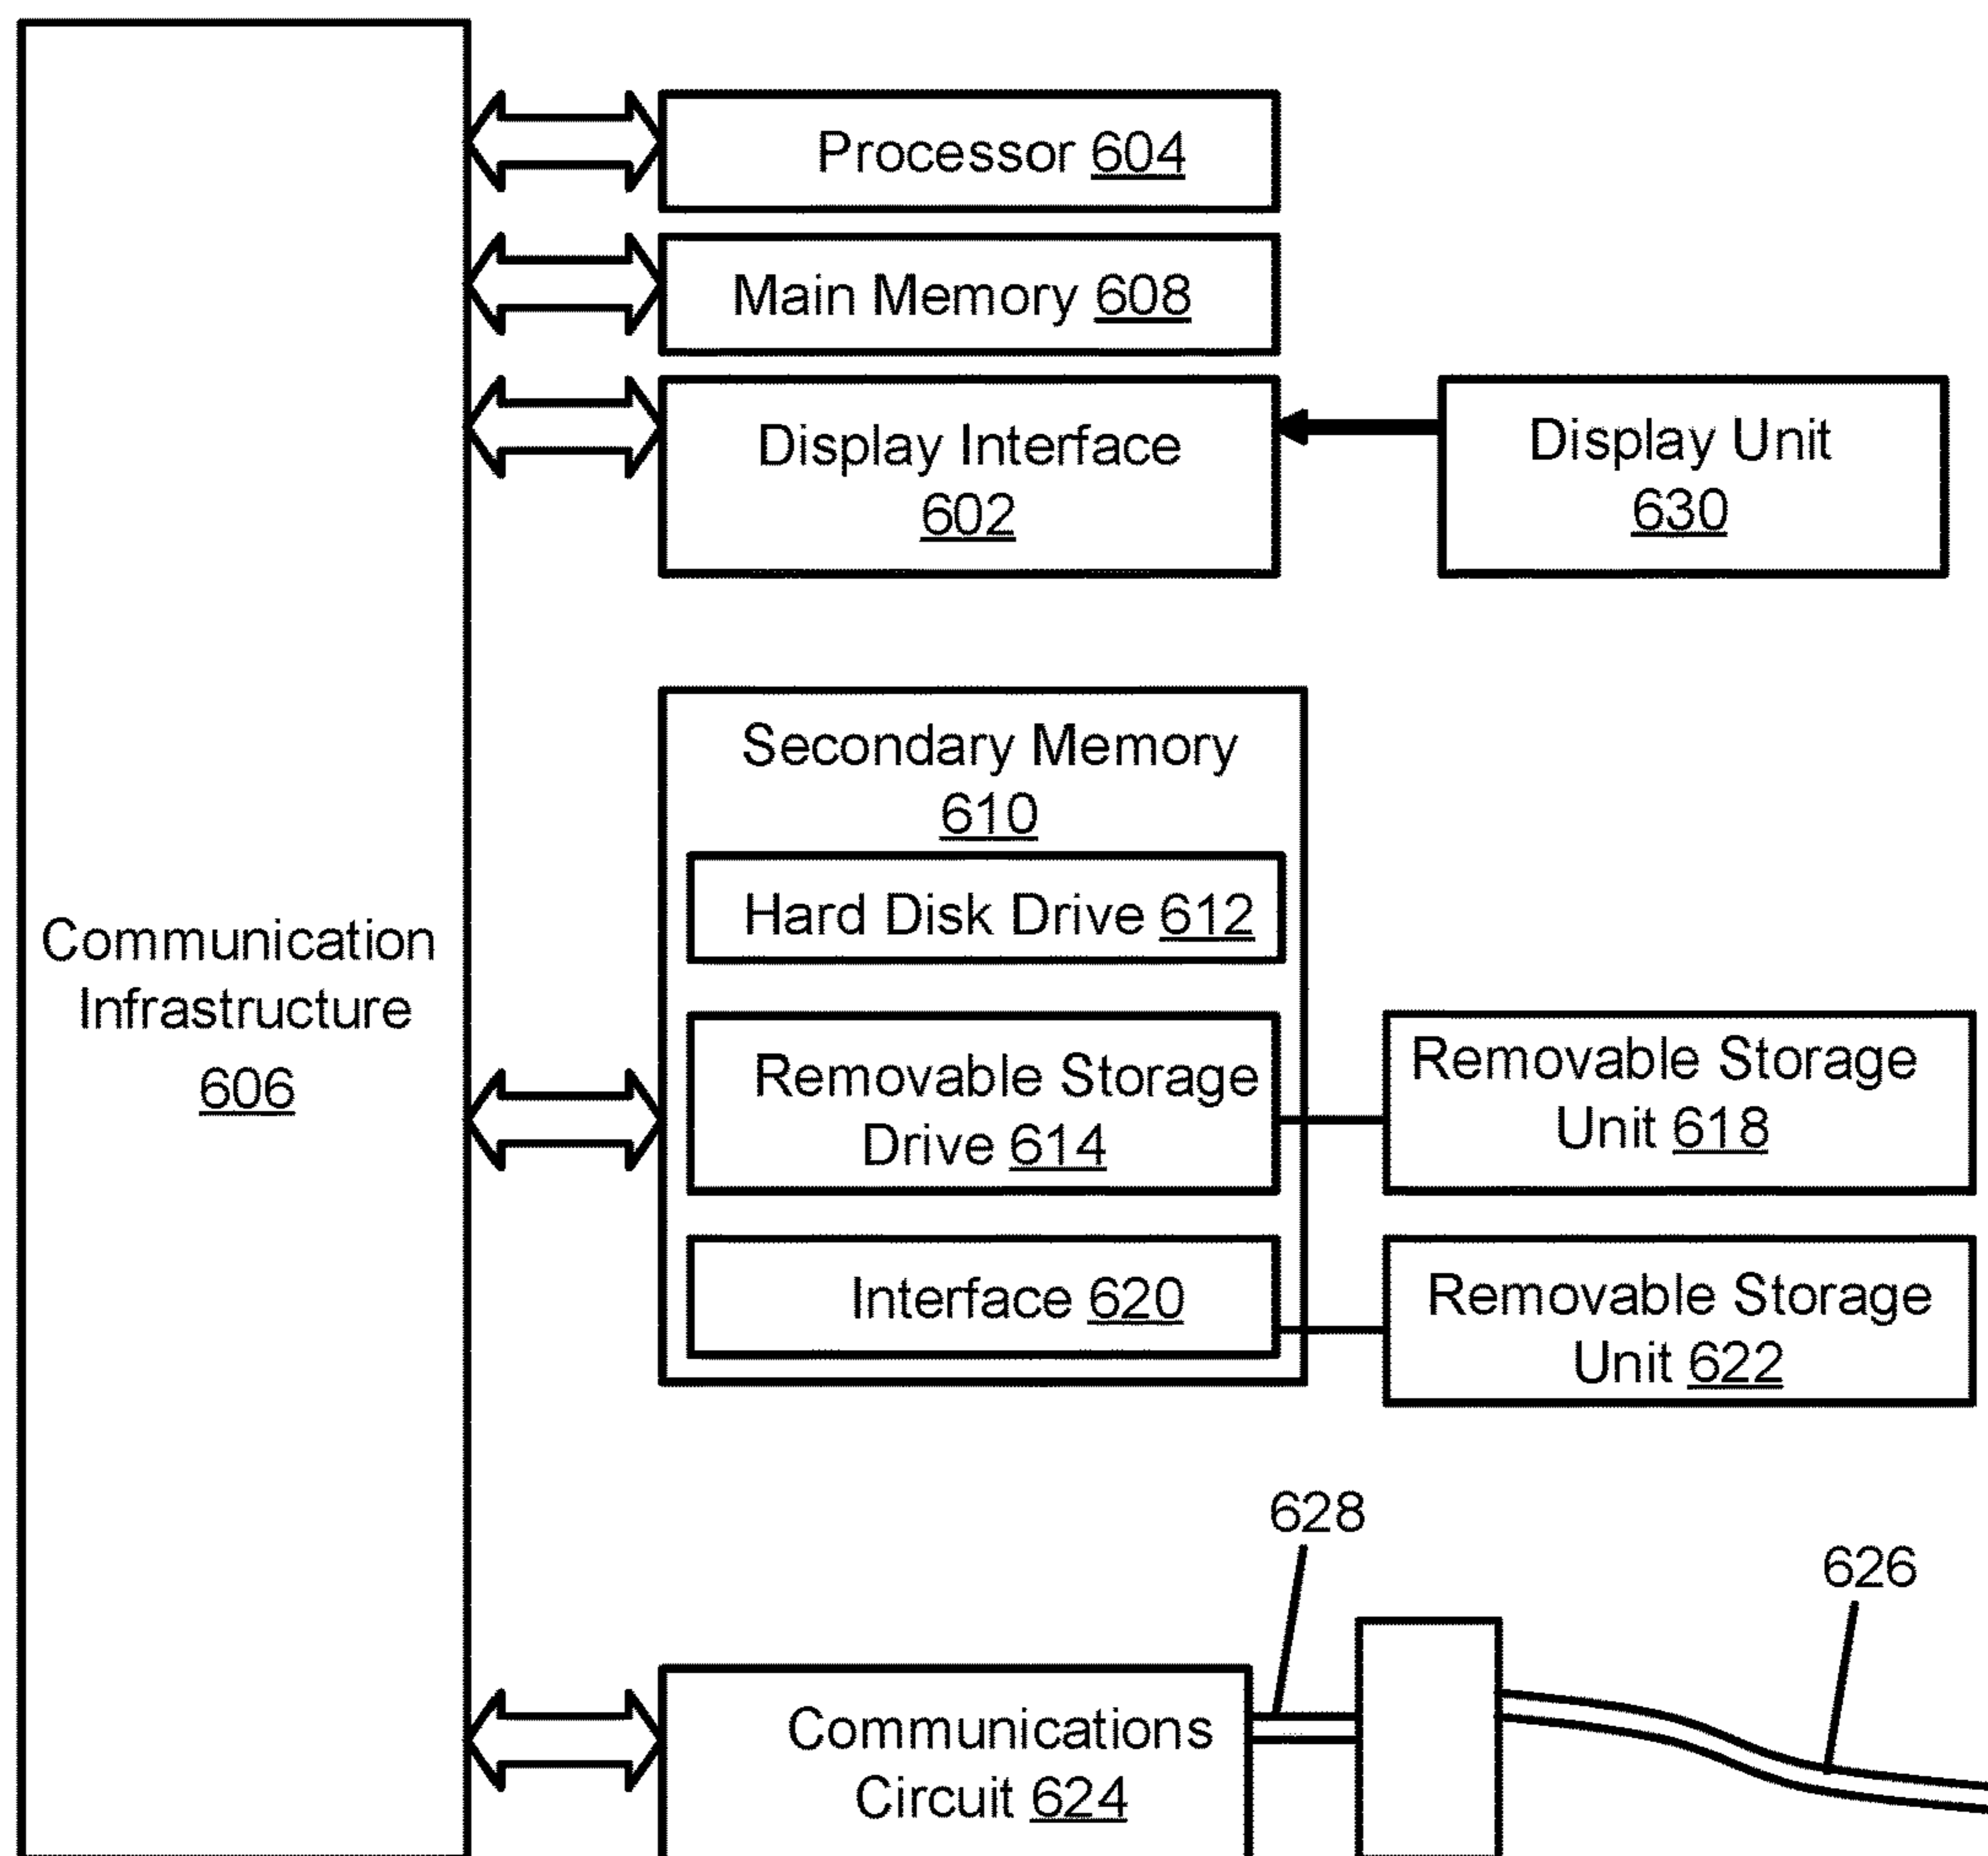 Processor 604
Main Memory 608
Display Interface
602
Display Unit
630
Secondary Memory
610
Hard Disk Drive 612
Communication
Infrastructure
606
Removable Storage
Drive 614
Removable Storage
Unit 618
Interface 620
Removable Storage
Unit 622
628
626
Communications
Circuit 624